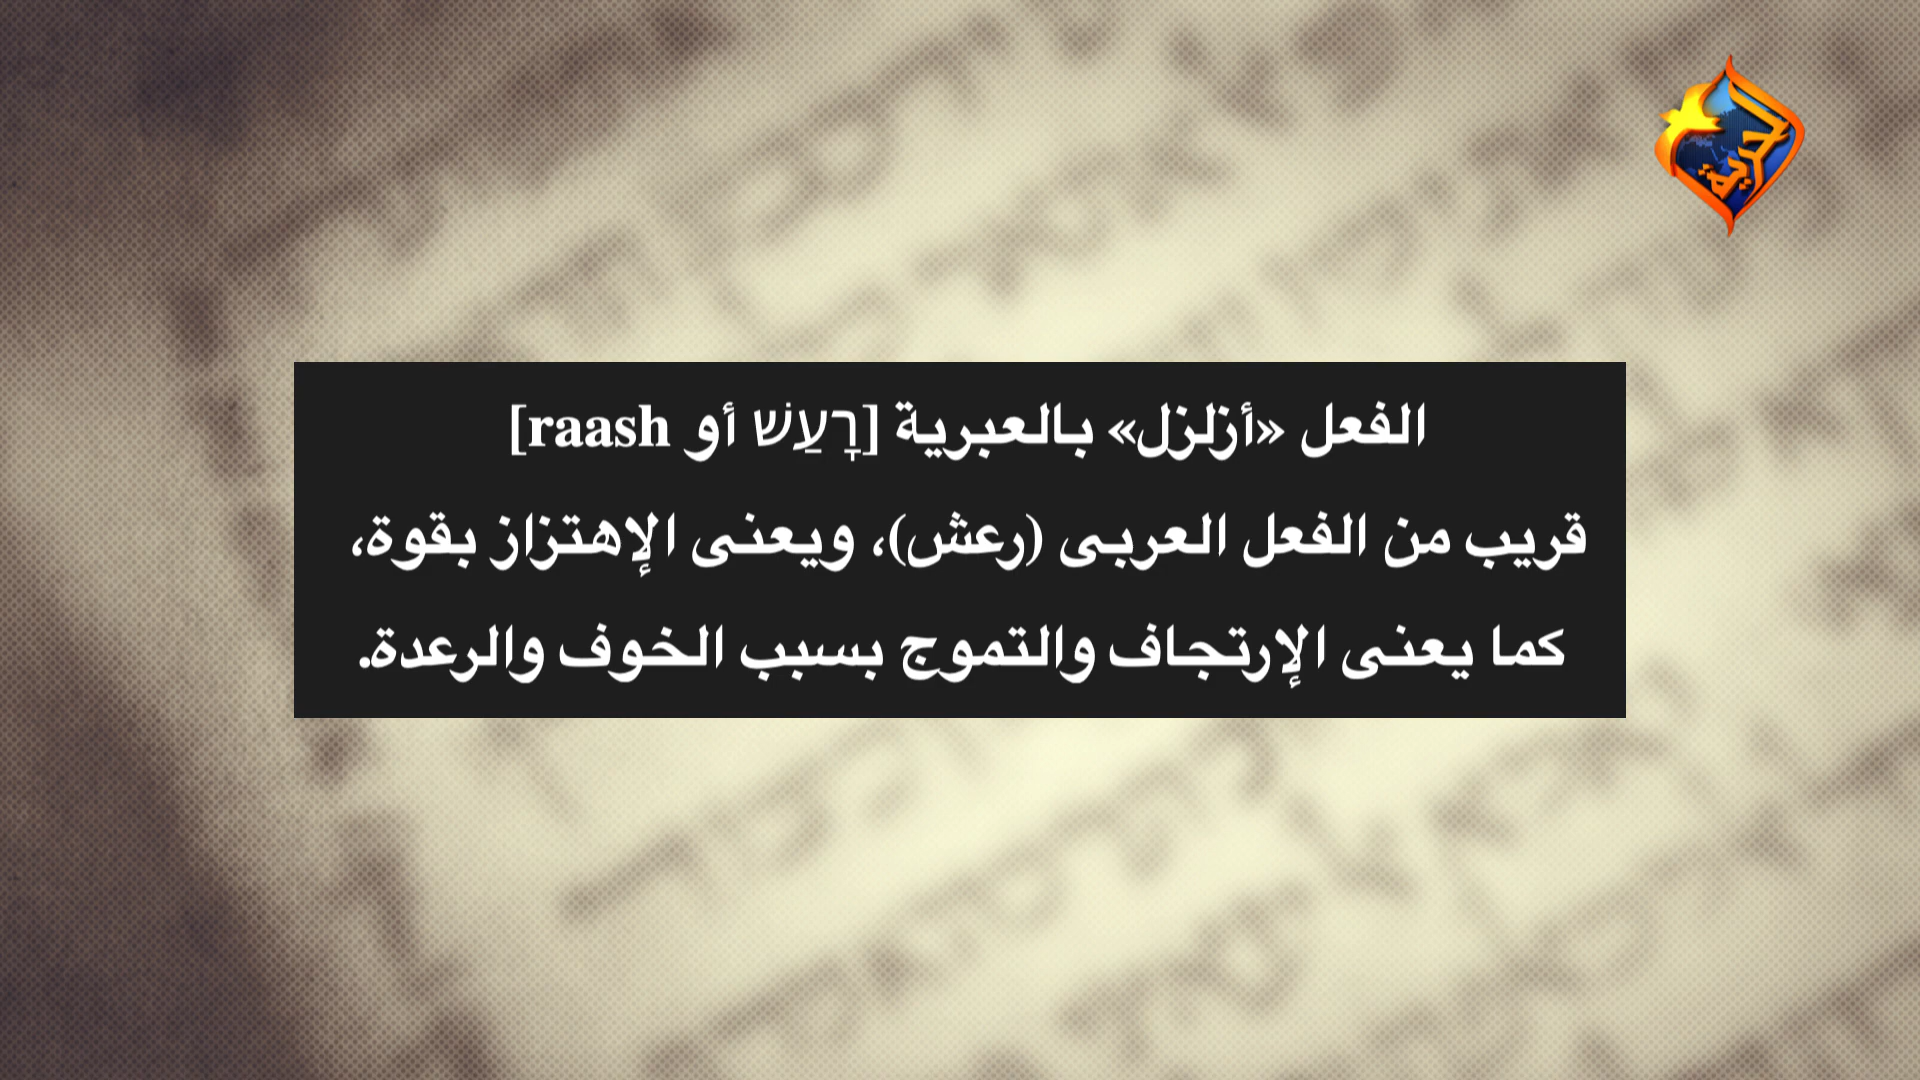 الحرية
الفعل «أزلزل» بالعبرية [רָעַשׁ أو raash]
قريب من الفعل العربى (رعش)، ويعنى الإهتزاز بقوة،
كما يعنى الإرتجاف والتموج بسبب الخوف والرعدة.